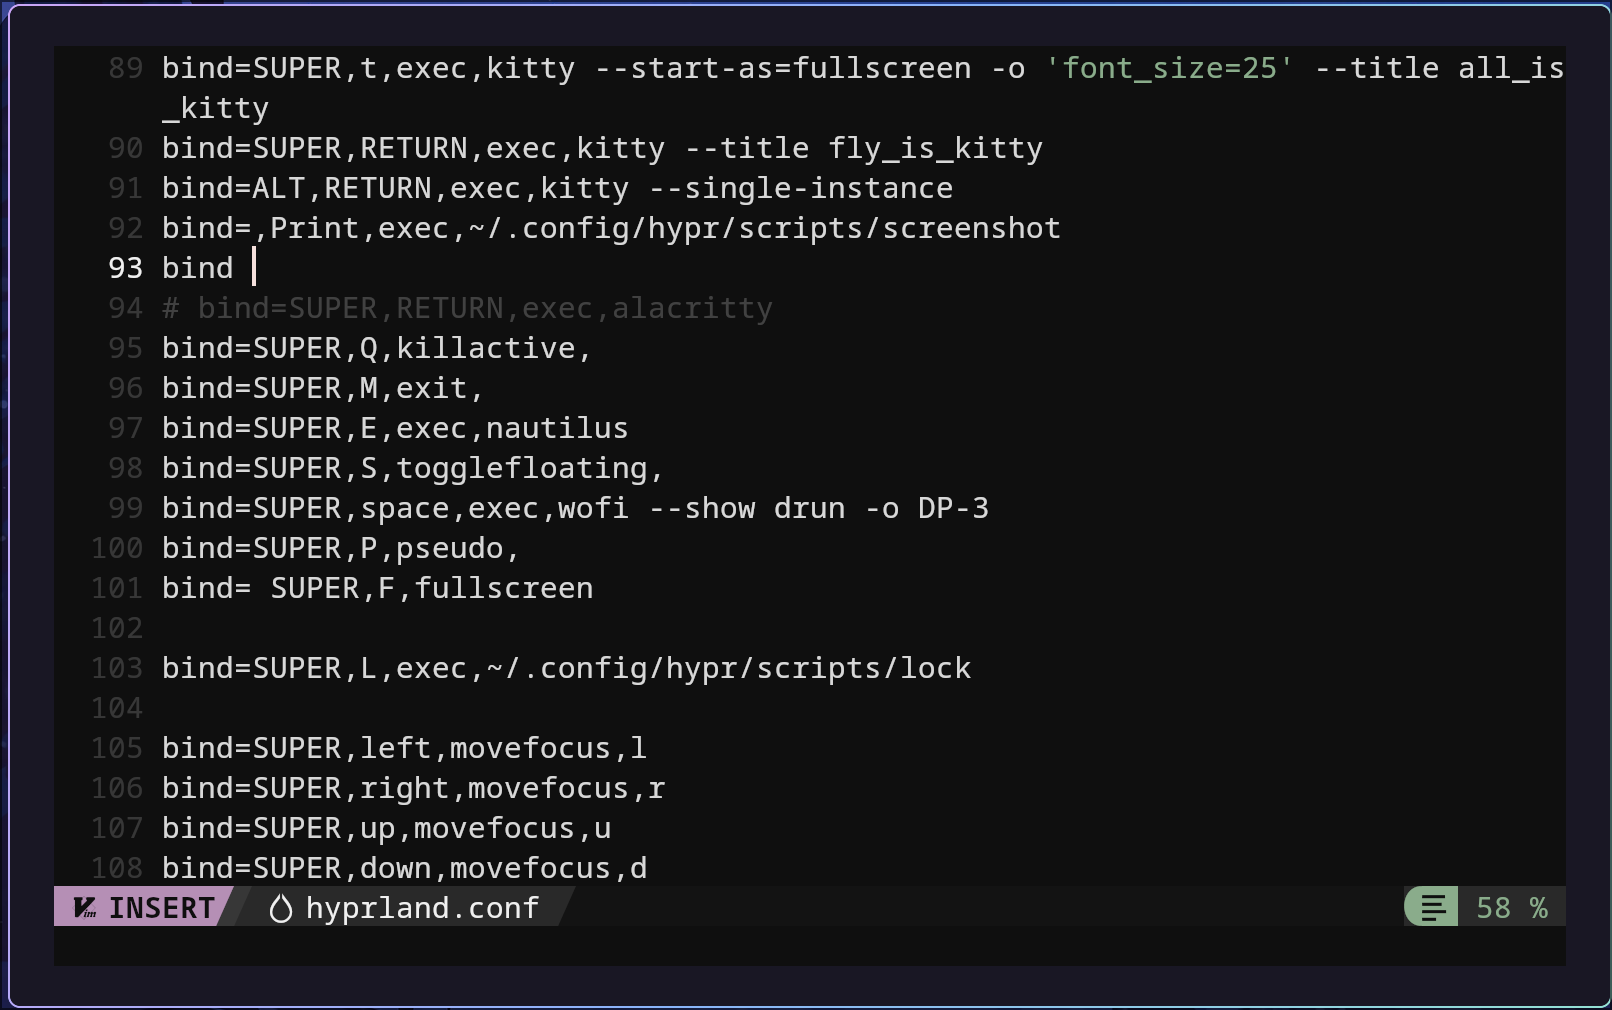 89 bind=SUPER,t,exec,kitty --start-as=fullscreen -o 'font_size=25' --title all_is
_kitty
90 bind=SUPER,RETURN,exec,kitty --title fly_is_kitty
91 bind=ALT,RETURN,exec,kitty --single-instance
92 bind=,Print,exec,~/.config/hypr/scripts/screenshot
93 bind
94 # bind=SUPER,RETURN,exec,alacritty
95 bind=SUPER,Q,killactive,
96 bind=SUPER,M,exit,
97 bind=SUPER,E,exec,nautilus
98 bind=SUPER,S,togglefloating,
99 bind=SUPER,space,exec,wofi --show drun -o DP-3
100 bind=SUPER,P,pseudo,
101 bind= SUPER,F,fullscreen
102
103 bind=SUPER,L,exec,~/.config/hypr/scripts/lock
104
105 bind=SUPER,left,movefocus,l
106 bind=SUPER,right,movefocus,r
107 bind=SUPER,up,movefocus,u
108 bind=SUPER,down,movefocus,d
Vim INSERT hyprland.conf 58 %